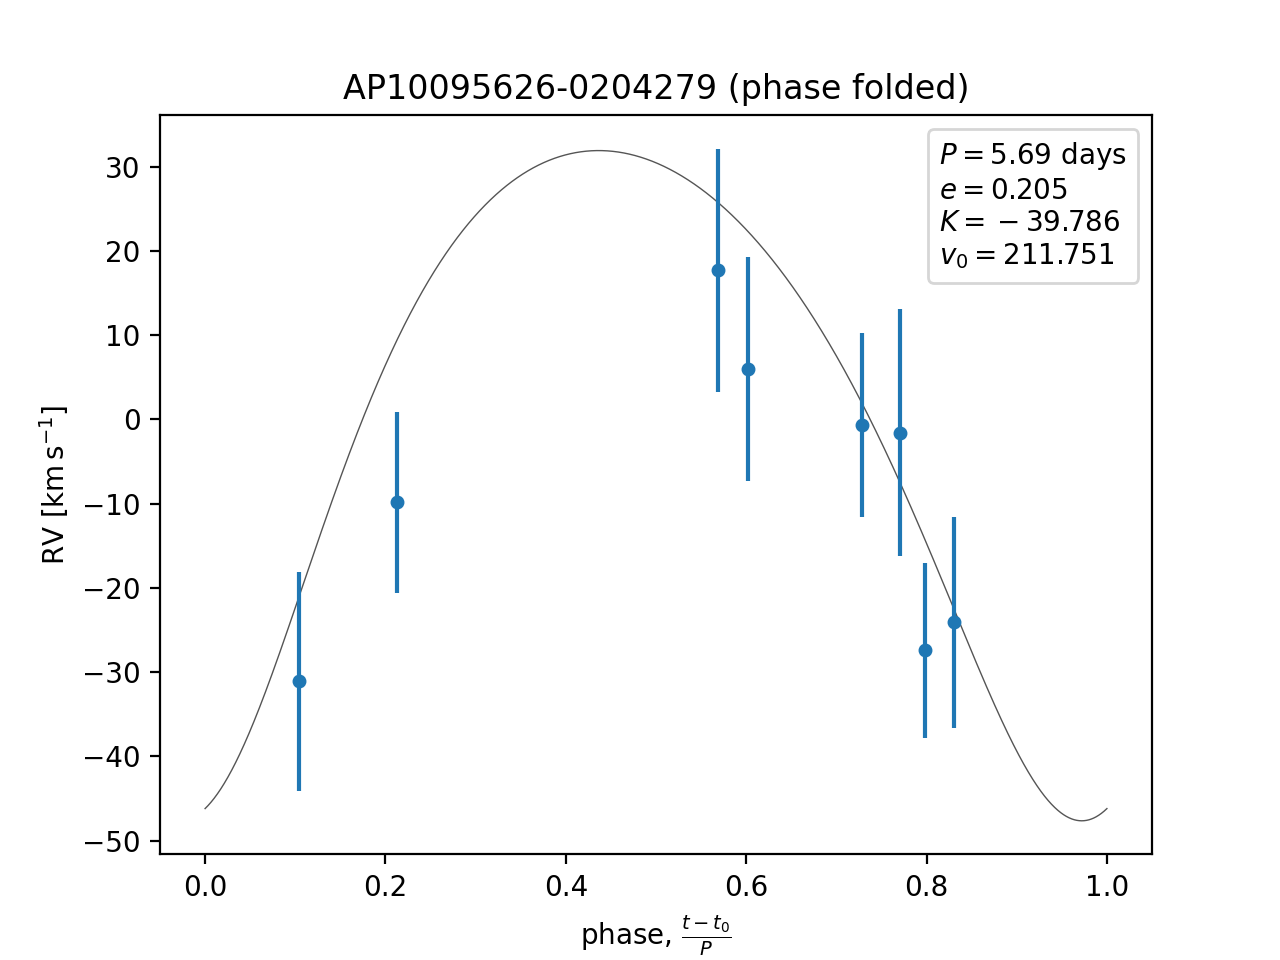 AP10095626-0204279 (phase folded)
P = 5.69 days
e = 0.205
K = −39.786
v₀ = 211.751
30
20
10
0
−10
−20
−30
−40
−50
RV [km s⁻¹]
0.0 0.2 0.4 0.6 0.8 1.0
phase, (t − t₀)/P